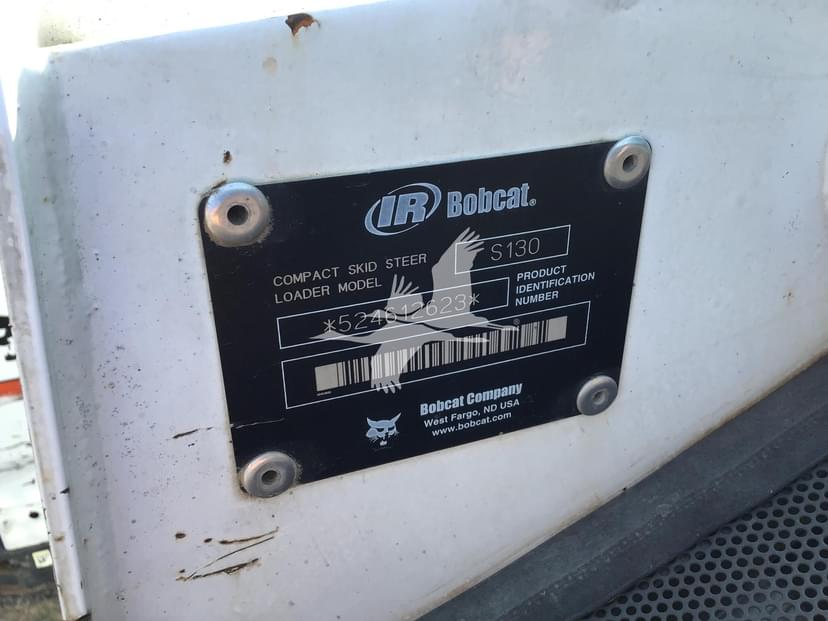 IR Bobcat®
COMPACT SKID STEER
LOADER MODEL
S130
*524612623*
PRODUCT
IDENTIFICATION
NUMBER
Bobcat Company
West Fargo, ND USA
www.bobcat.com